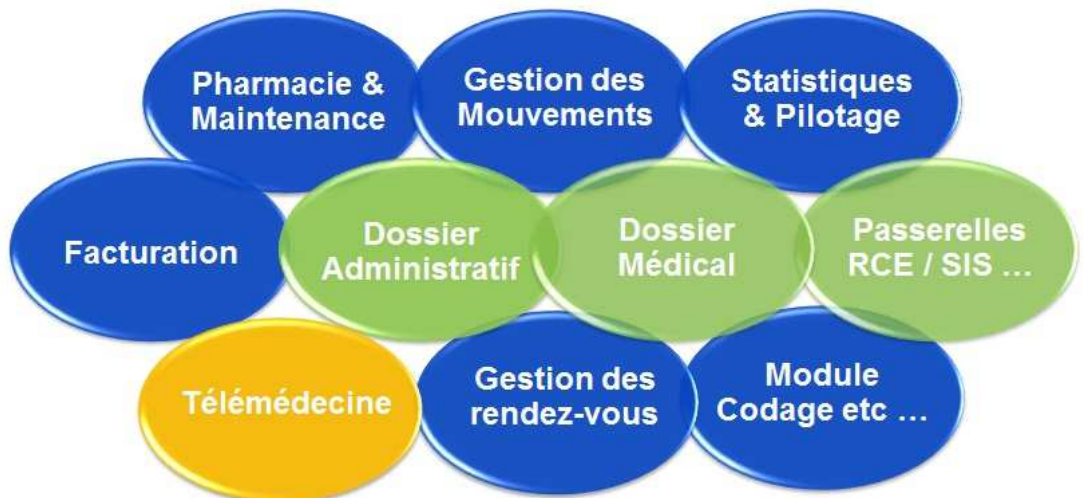 Pharmacie &
Maintenance
Gestion des
Mouvements
Statistiques
& Pilotage
Facturation
Dossier
Administratif
Dossier
Médical
Passerelles
RCE / SIS ...
Télémédecine
Gestion des
rendez-vous
Module
Codage etc ...